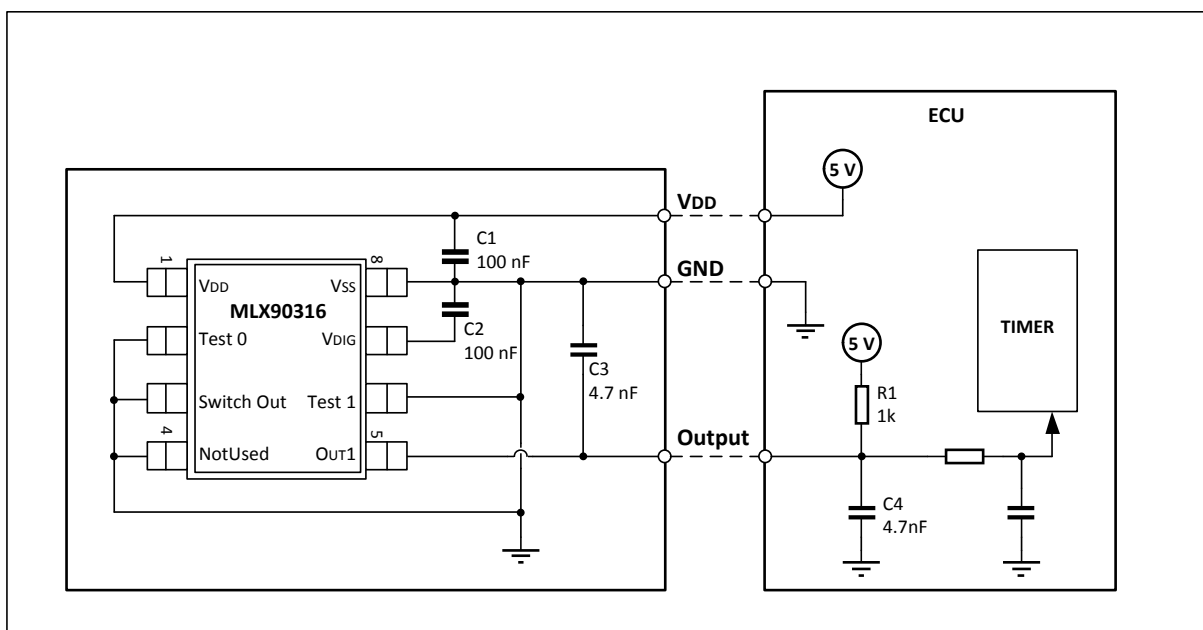 ECU
5 V
VDD
C1
100 nF
1
8
GND
VDD
VSS
MLX90316
TIMER
C2
100 nF
Test 0
VDIG
5 V
C3
4.7 nF
R1
1k
Switch Out
Test 1
4
5
Output
NotUsed
OUT1
C4
4.7nF